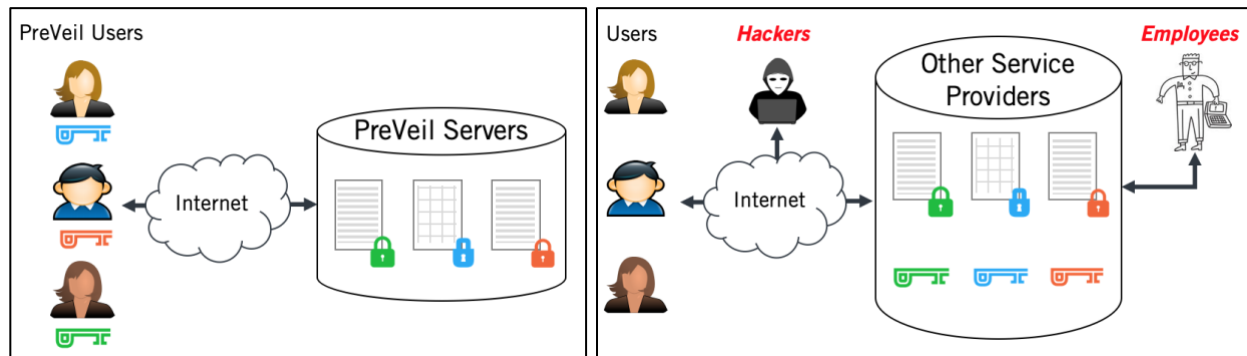 PreVeil Users
PreVeil Servers
Internet
Users
Hackers
Employees
Other Service
Providers
Internet